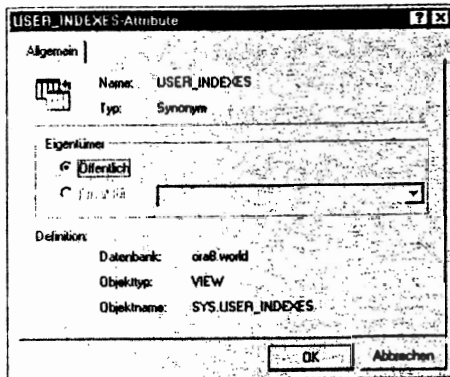 USER_INDEXES-Attribute
Allgemein
Name: USER_INDEXES
Typ: Synonym
Eigentümer
Öffentlich
Definition:
Datenbank: ora8.world
Objekttyp: VIEW
Objektname: SYS.USER_INDEXES
OK Abbrechen